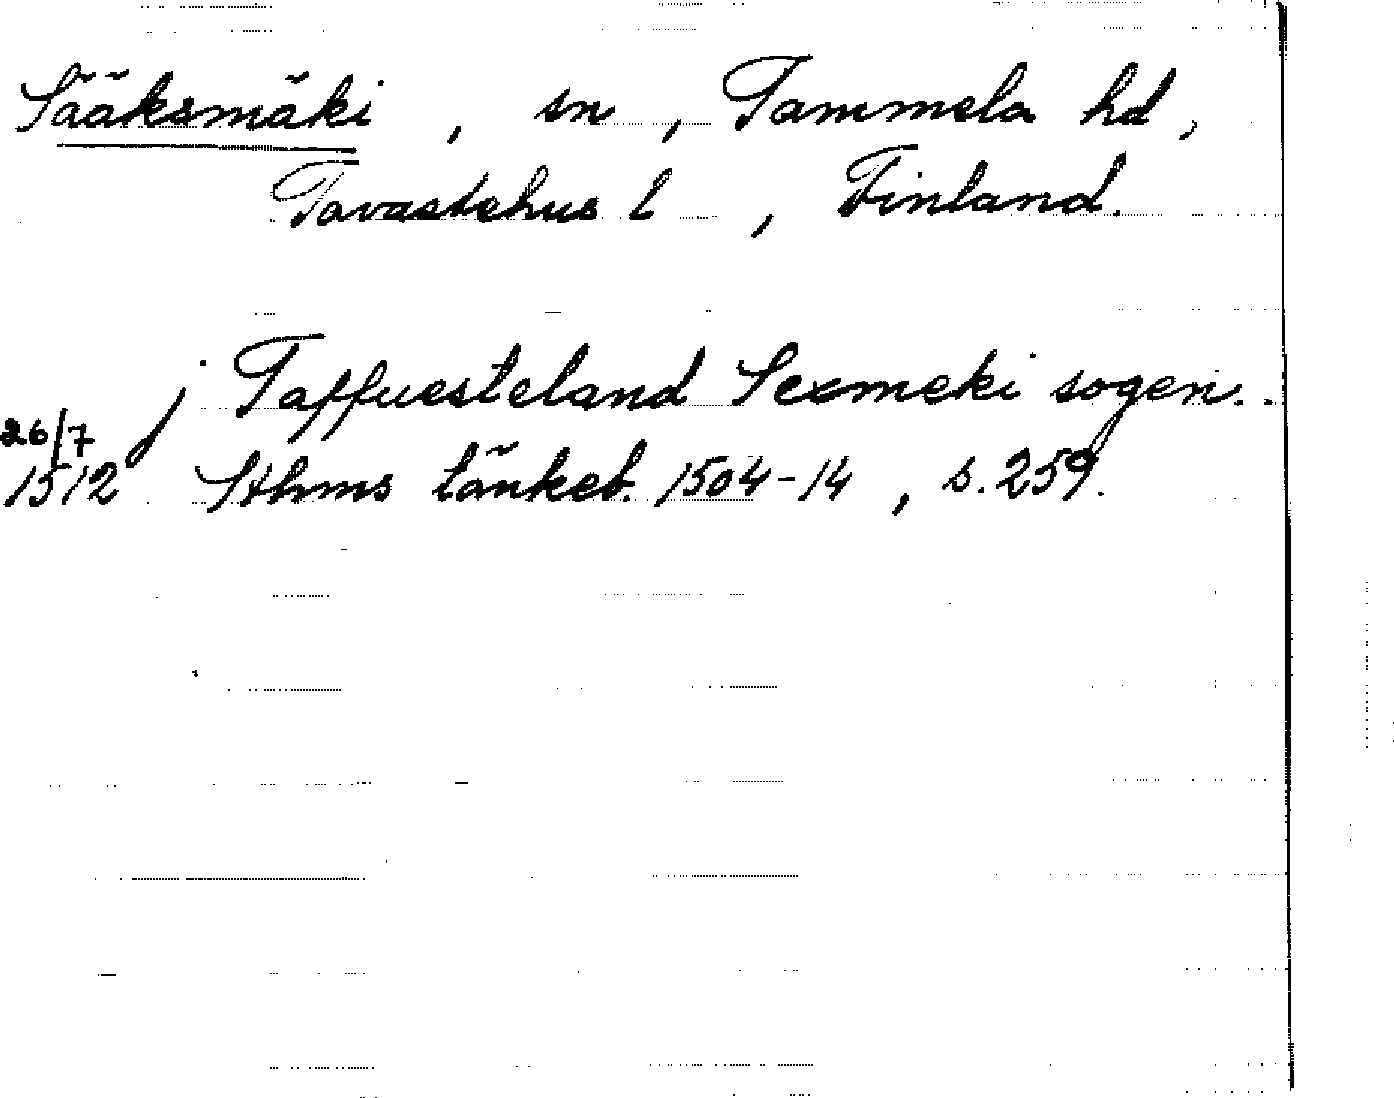 Sääksmäki, sn, Tammela hd,
Tavastehus l, Finland.
j Taffuesteland Sexmeki sogen.
26/7
1512 Sthms tänkeb. 1504-14, s. 259.